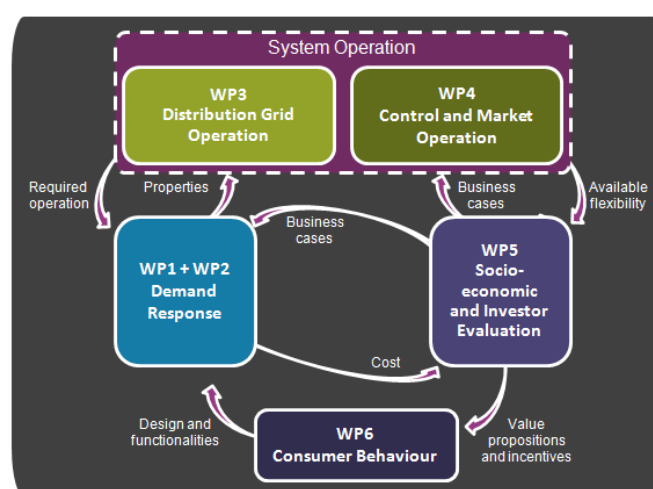 System Operation
WP3
Distribution Grid
Operation
WP4
Control and Market
Operation
Required
operation
Properties
Business
cases
Available
flexibility
Business
cases
WP1 + WP2
Demand
Response
WP5
Socio-
economic
and Investor
Evaluation
Cost
Design and
functionalities
WP6
Consumer Behaviour
Value
propositions
and incentives